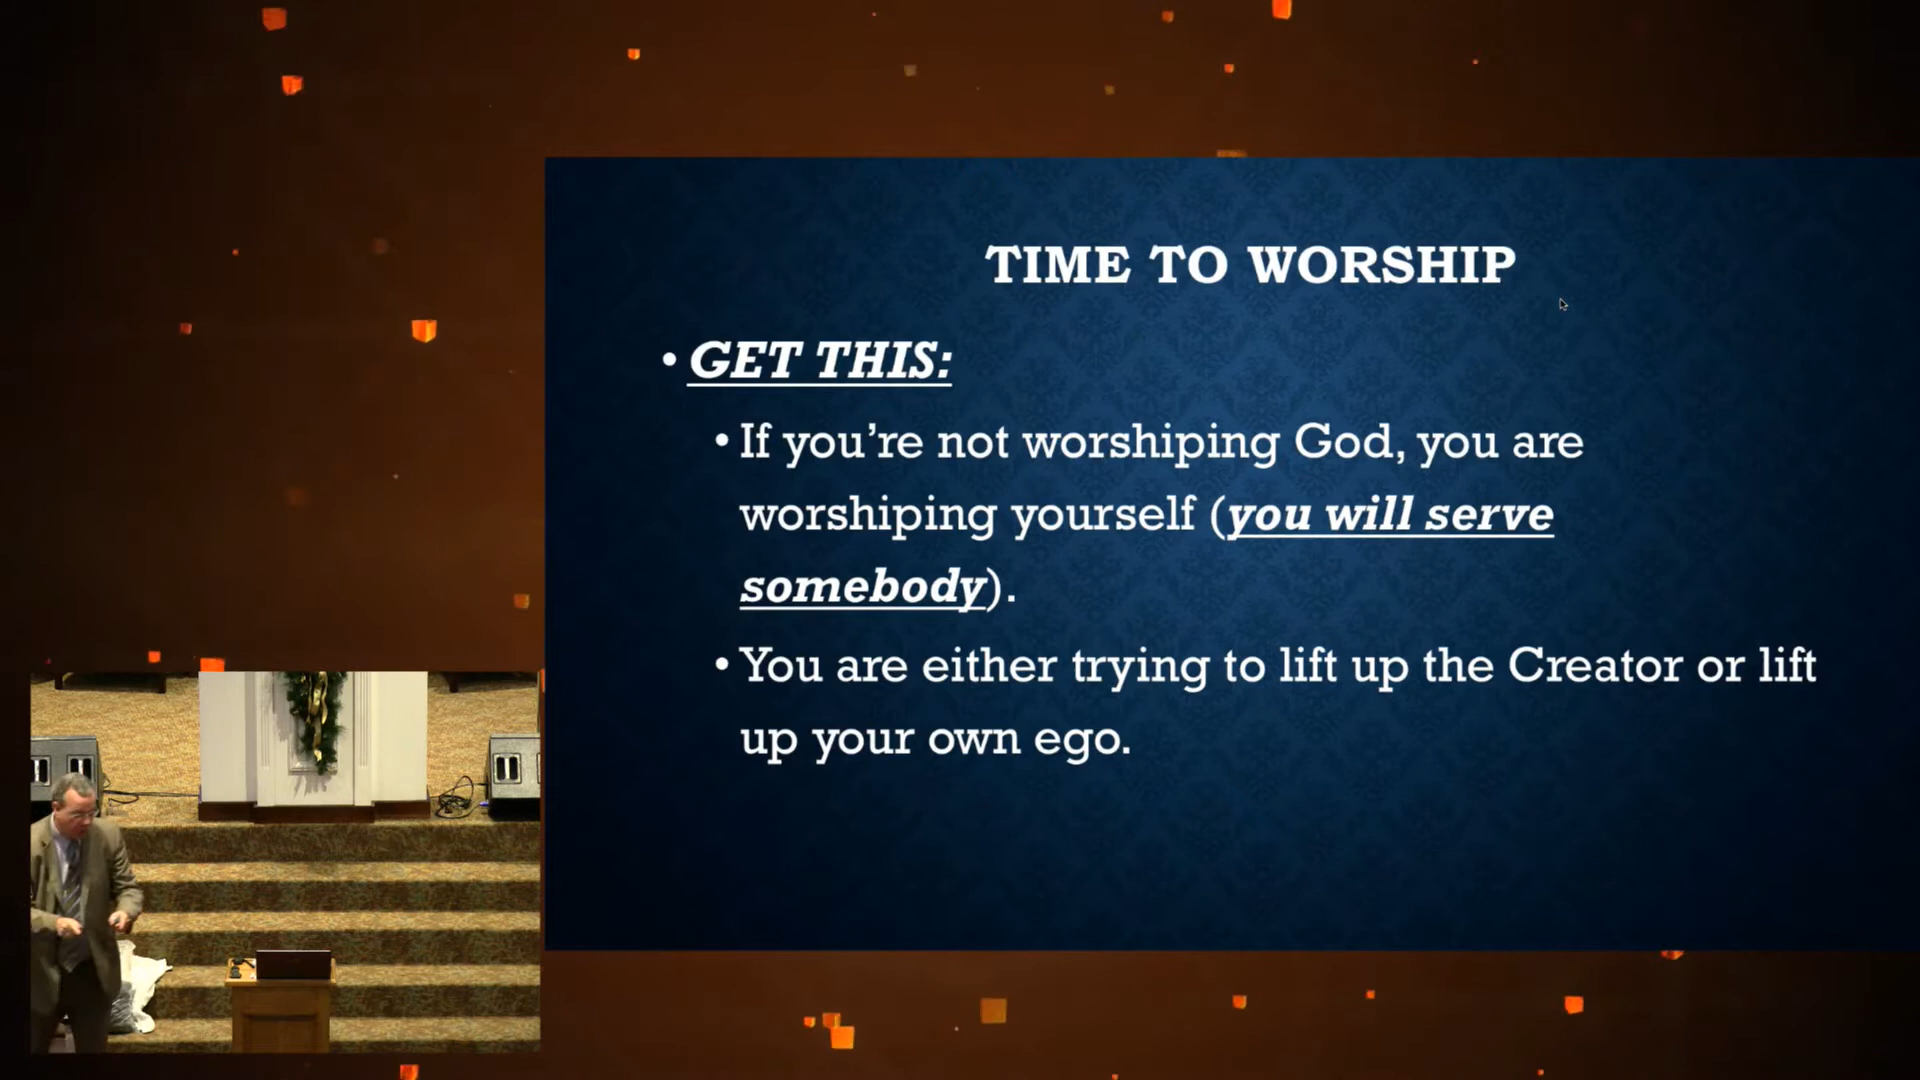 TIME TO WORSHIP
• GET THIS:
• If you’re not worshiping God, you are
worshiping yourself (you will serve
somebody).
• You are either trying to lift up the Creator or lift
up your own ego.